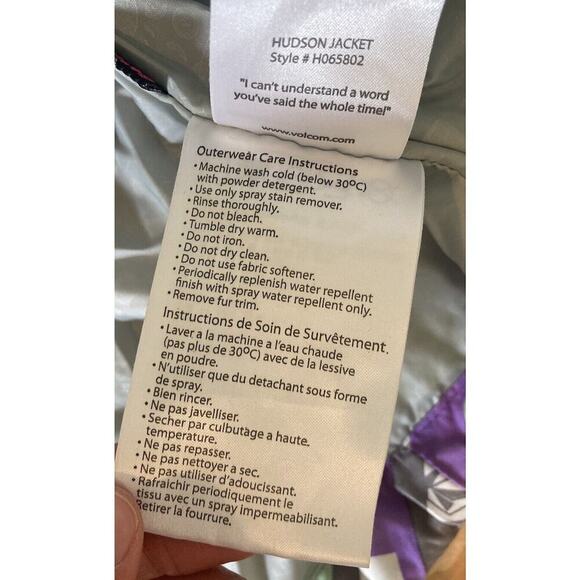 HUDSON JACKET
Style # H065802
"I can't understand a word
you've said the whole time!"
www.volcom.com
Outerwear Care Instructions
• Machine wash cold (below 30ºC)
with powder detergent.
• Use only spray stain remover.
• Rinse thoroughly.
• Do not bleach.
• Tumble dry warm.
• Do not iron.
• Do not dry clean.
• Do not use fabric softener.
• Periodically replenish water repellent
finish with spray water repellent only.
• Remove fur trim.
Instructions de Soin de Survêtement.
• Laver a la machine a l'eau chaude
(pas plus de 30ºC) avec de la lessive
en poudre.
• N'utiliser que du detachant sous forme
de spray.
• Bien rincer.
• Ne pas javelliser.
• Secher par culbutage a haute
temperature.
• Ne pas repasser.
• Ne pas nettoyer a sec.
• Ne pas utiliser d'adoucissant.
• Rafraichir periodiquement le
tissu avec un spray impermeabilisant.
Retirer la fourrure.